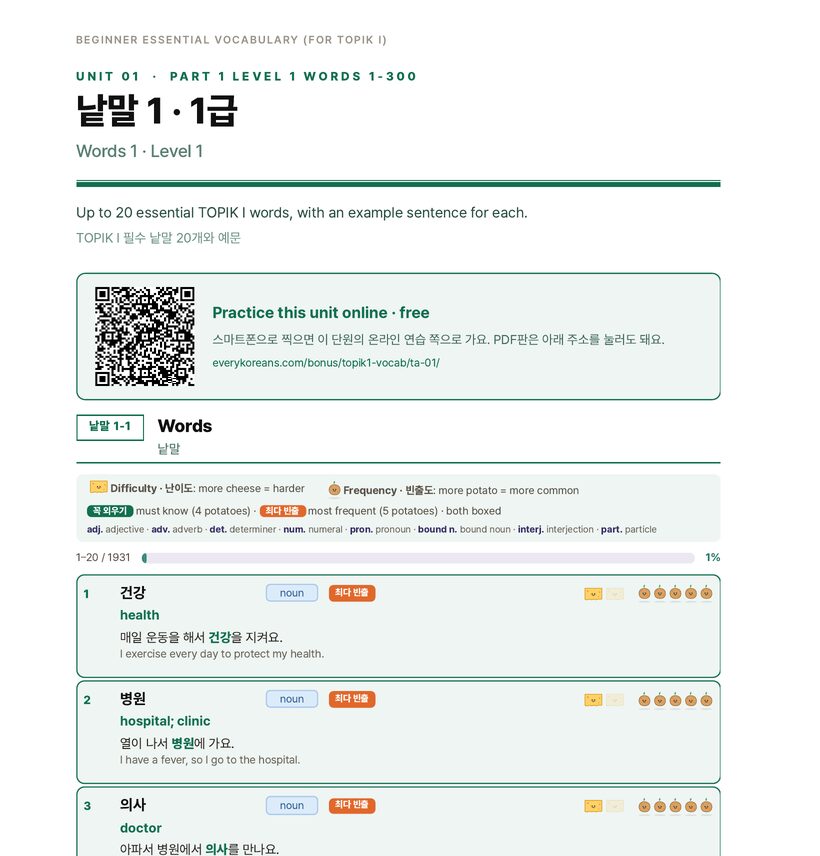 BEGINNER ESSENTIAL VOCABULARY (FOR TOPIK I)
UNIT 01 · PART 1 LEVEL 1 WORDS 1-300
낱말 1 · 1급
Words 1 · Level 1
Up to 20 essential TOPIK I words, with an example sentence for each.
TOPIK I 필수 낱말 20개와 예문
Practice this unit online · free
스마트폰으로 찍으면 이 단원의 온라인 연습 쪽으로 가요. PDF판은 아래 주소를 눌러도 돼요.
everykoreans.com/bonus/topik1-vocab/ta-01/
낱말 1-1 Words
낱말
Difficulty · 난이도: more cheese = harder Frequency · 빈출도: more potato = more common
꼭 외우기 must know (4 potatoes) · 최다 빈출 most frequent (5 potatoes) · both boxed
adj. adjective · adv. adverb · det. determiner · num. numeral · pron. pronoun · bound n. bound noun · interj. interjection · part. particle
1–20 / 1931 1%
1 건강 noun 최다 빈출
health
매일 운동을 해서 건강을 지켜요.
I exercise every day to protect my health.
2 병원 noun 최다 빈출
hospital; clinic
열이 나서 병원에 가요.
I have a fever, so I go to the hospital.
3 의사 noun 최다 빈출
doctor
아파서 병원에서 의사를 만나요.